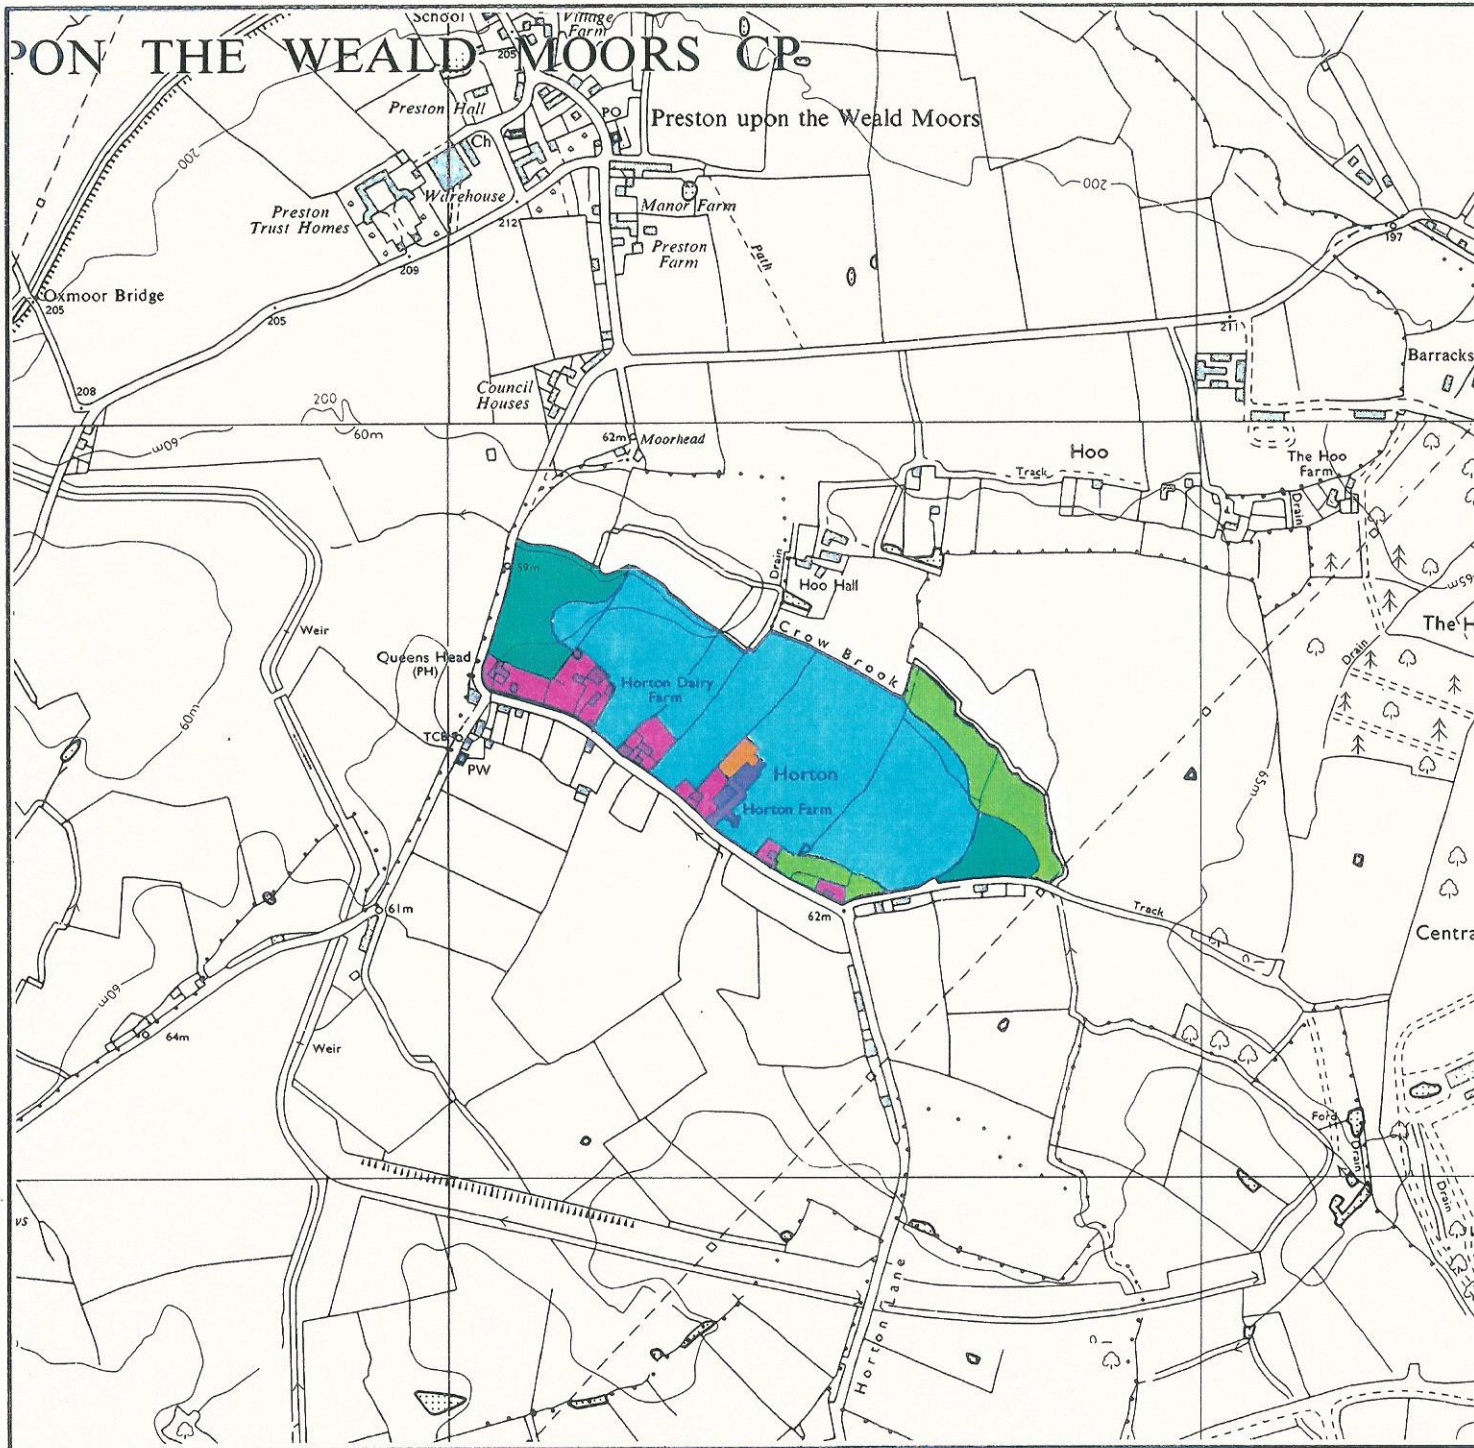 School
Village
Farm
205
PON THE WEALD MOORS CP
Preston Hall
PO
Preston upon the Weald Moors
Ch
200
200
Warehouse
Manor Farm
Preston
Trust Homes
212
Preston
Farm
Path
197
209
Oxmoor Bridge
205
205
211
Barracks
208
Council
Houses
200
60m
60m
62m
Moorhead
Hoo
Track
The Hoo
Farm
Drain
Drain
59m
Hoo Hall
65m
Weir
Crow Brook
The H
Drain
Queens Head
(PH)
Horton Dairy
Farm
60m
TCB
PW
Horton
65m
Horton Farm
61m
62m
Track
Centra
60m
64m
Weir
Ford
Drain
Drain
ws
Horton Lane